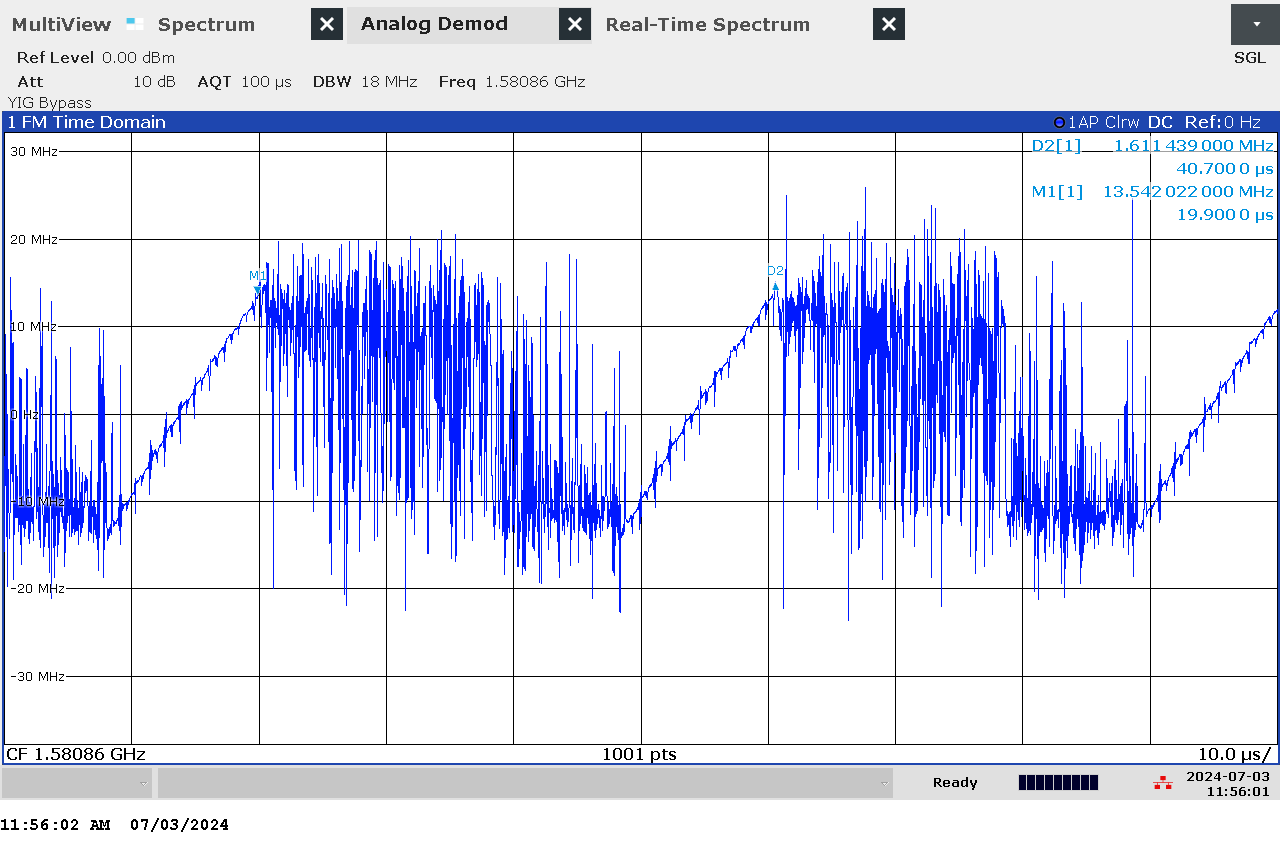 MultiView Spectrum Analog Demod Real-Time Spectrum
Ref Level 0.00 dBm SGL
Att 10 dB AQT 100 µs DBW 18 MHz Freq 1.58086 GHz
YIG Bypass
1 FM Time Domain 1AP Clrw DC Ref:0 Hz
30 MHz
D2[1] 1.611 439 000 MHz
40.700 0 µs
M1[1] 13.542 022 000 MHz
19.900 0 µs
20 MHz
M1
D2
10 MHz
0 Hz
-10 MHz
-20 MHz
-30 MHz
CF 1.58086 GHz 1001 pts 10.0 µs/
Ready 2024-07-03
11:56:01
11:56:02 AM 07/03/2024